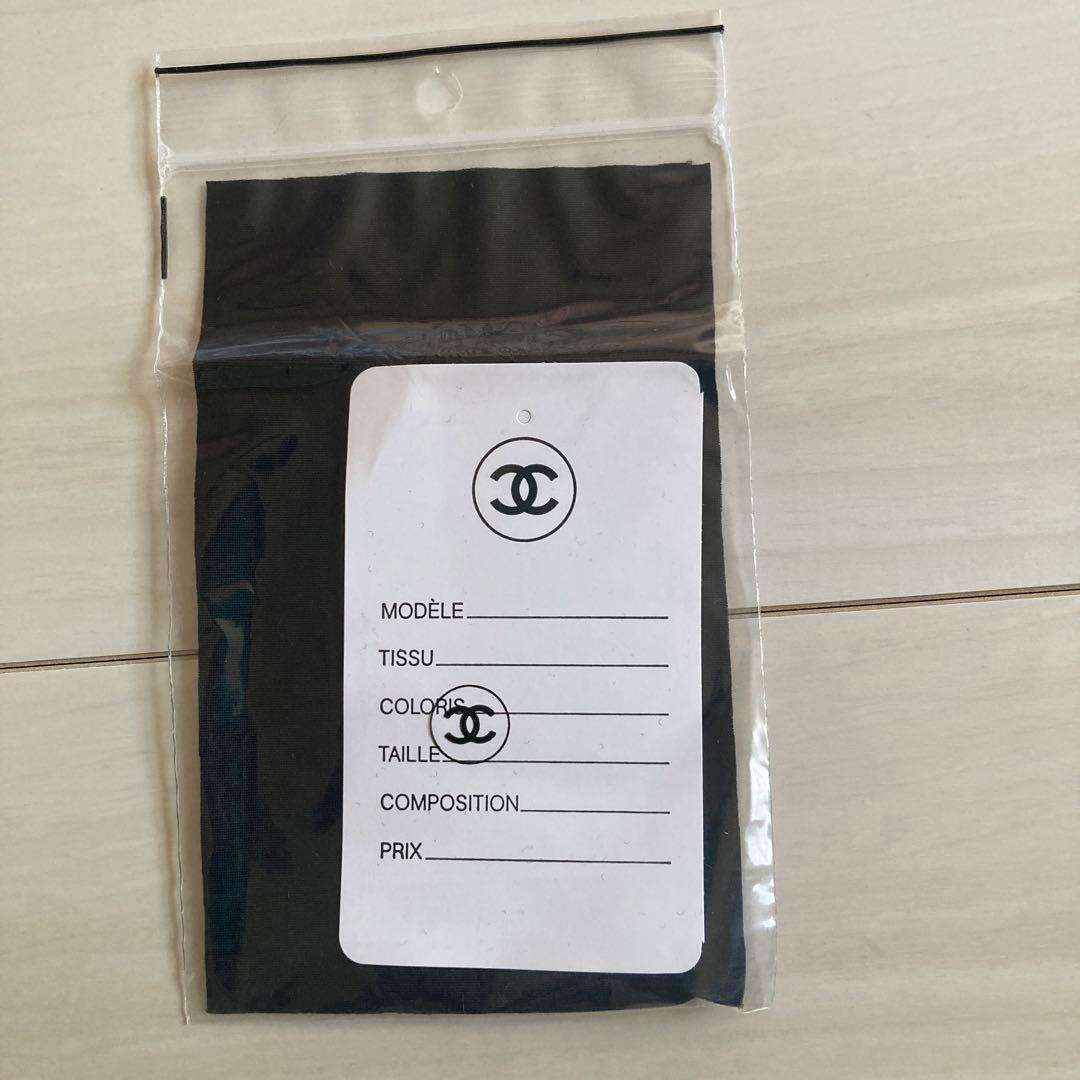 MODÈLE
TISSU
COLORIS
TAILLE
COMPOSITION
PRIX